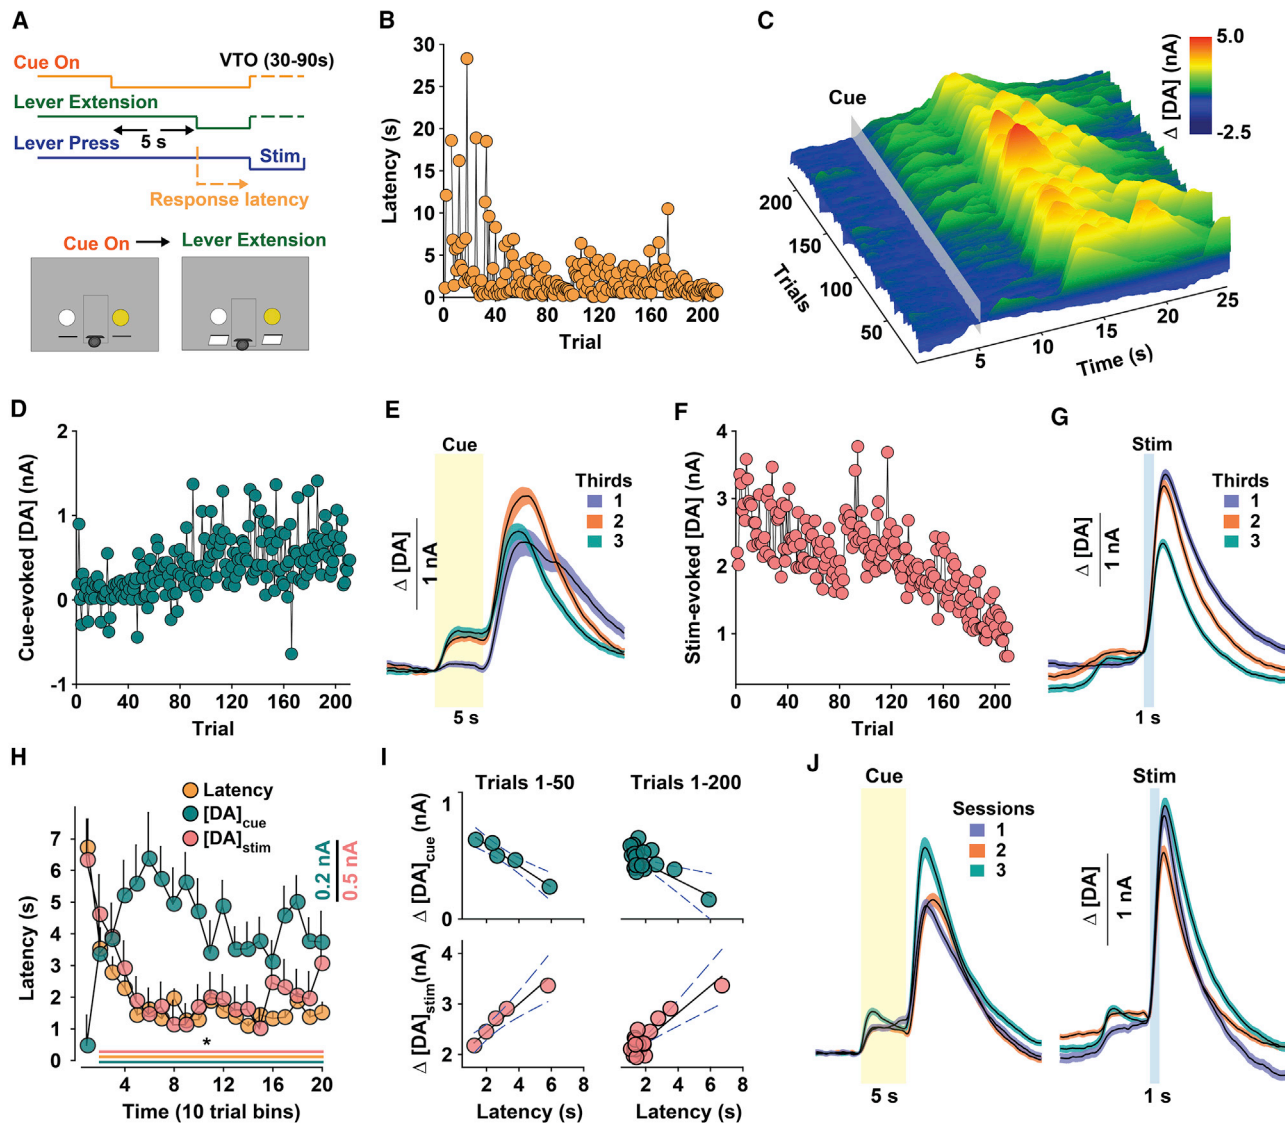 A
Cue On
VTO (30-90s)
Lever Extension
5 s
Lever Press
Stim
Response latency
Cue On
Lever Extension
B
Latency (s)
30
25
20
15
10
5
0
0
40
80
120
160
200
Trial
C
Δ [DA] (nA)
5.0
-2.5
Cue
200
150
100
50
Trials
5
10
15
20
25
Time (s)
D
Cue-evoked [DA] (nA)
2
1
0
-1
0
40
80
120
160
200
Trial
E
Cue
Thirds
1
2
3
Δ [DA]
1 nA
5 s
F
Stim-evoked [DA] (nA)
4
3
2
1
0
40
80
120
160
200
Trial
G
Stim
Thirds
1
2
3
Δ [DA]
1 nA
1 s
H
Latency
[DA]cue
[DA]stim
0.2 nA
0.5 nA
Latency (s)
7
6
5
4
3
2
1
0
*
4
8
12
16
20
Time (10 trial bins)
I
Trials 1-50
Trials 1-200
Δ [DA]cue (nA)
1
0
Δ [DA]stim(nA)
4
3
2
2
4
6
8
Latency (s)
0
2
4
6
8
Latency (s)
J
Cue
Sessions
1
2
3
5 s
Stim
Δ [DA]
1 nA
1 s